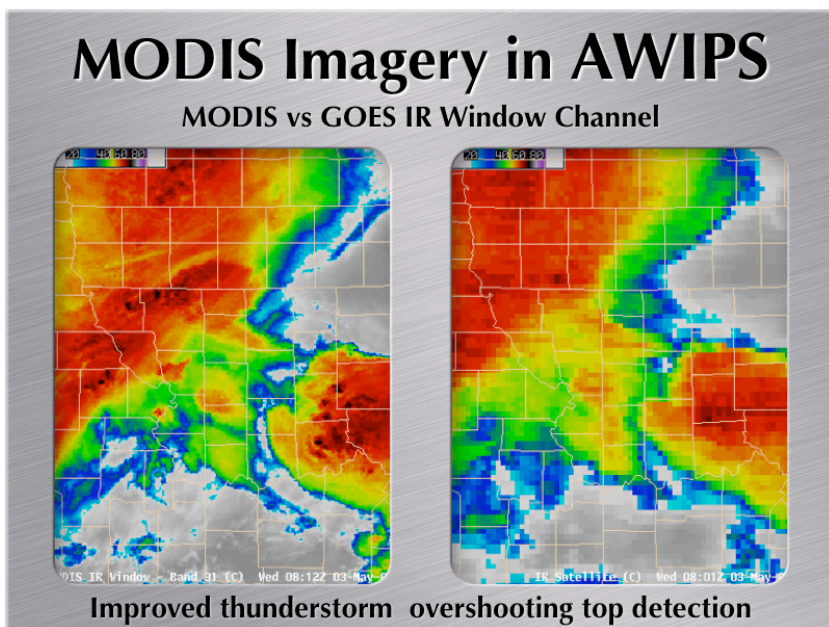 MODIS Imagery in AWIPS
MODIS vs GOES IR Window Channel
20 40 60 80
20 40 60 80
DIS IR Window - Band 31 (C) Wed 08:12Z 03-May-
IR Satellite (C) Wed 08:01Z 03-May-
Improved thunderstorm overshooting top detection